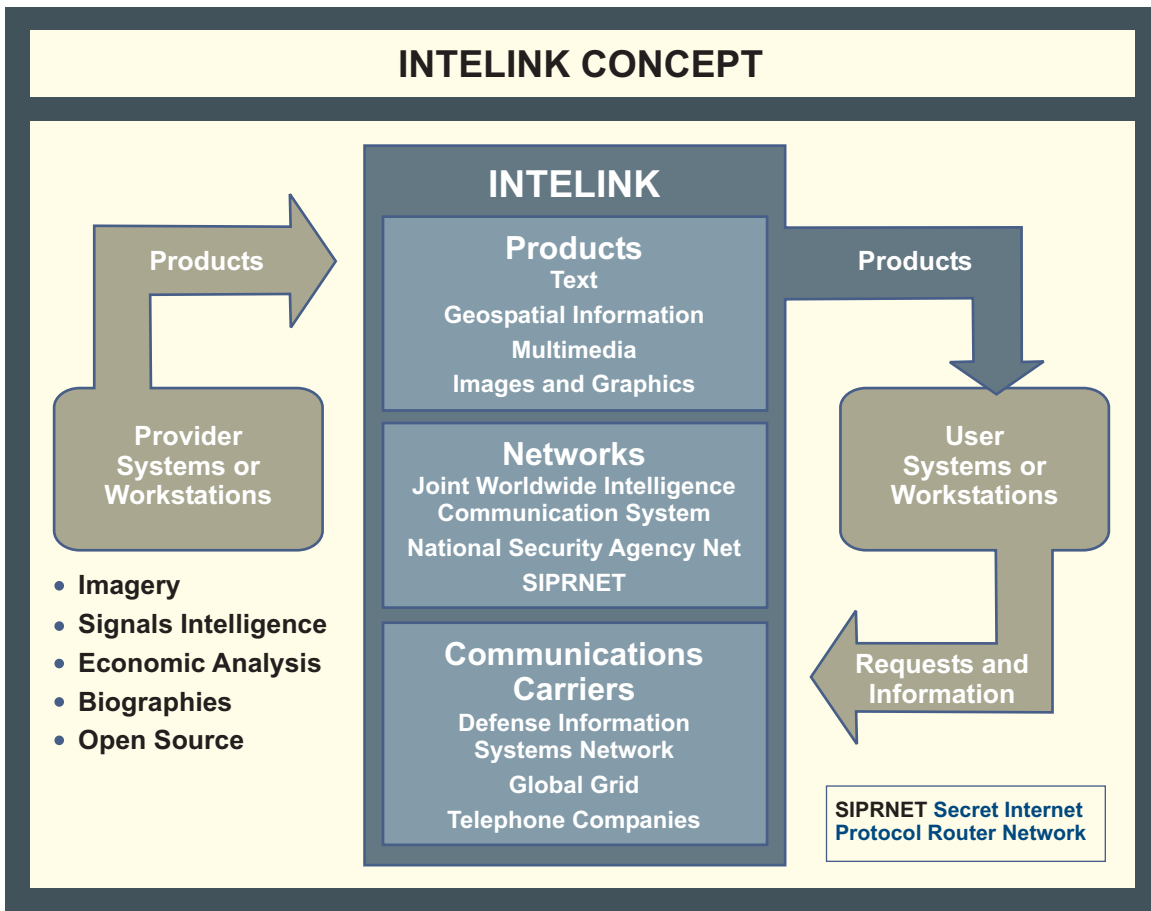 INTELINK CONCEPT
INTELINK
Products
Text
Geospatial Information
Multimedia
Images and Graphics
Networks
Joint Worldwide Intelligence
Communication System
National Security Agency Net
SIPRNET
Communications
Carriers
Defense Information
Systems Network
Global Grid
Telephone Companies
Products
Provider
Systems or
Workstations
Imagery
Signals Intelligence
Economic Analysis
Biographies
Open Source
Products
User
Systems or
Workstations
Requests and
Information
SIPRNET Secret Internet
Protocol Router Network